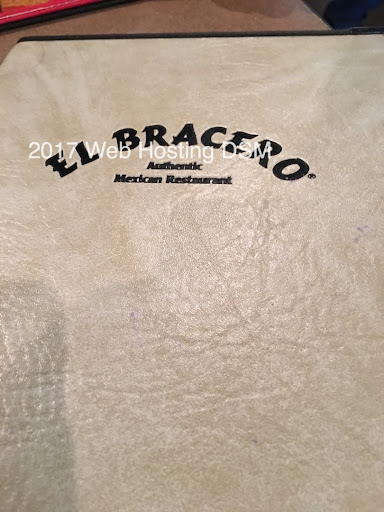 EL BRACERO®
2017 Web Hosting DSM
Authentic
Mexican Restaurant